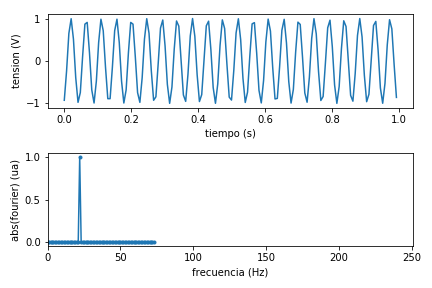 1
0
−1
tension (V)
0.0 0.2 0.4 0.6 0.8 1.0
tiempo (s)
1.0
0.5
0.0
abs(fourier) (ua)
0 50 100 150 200 250
frecuencia (Hz)